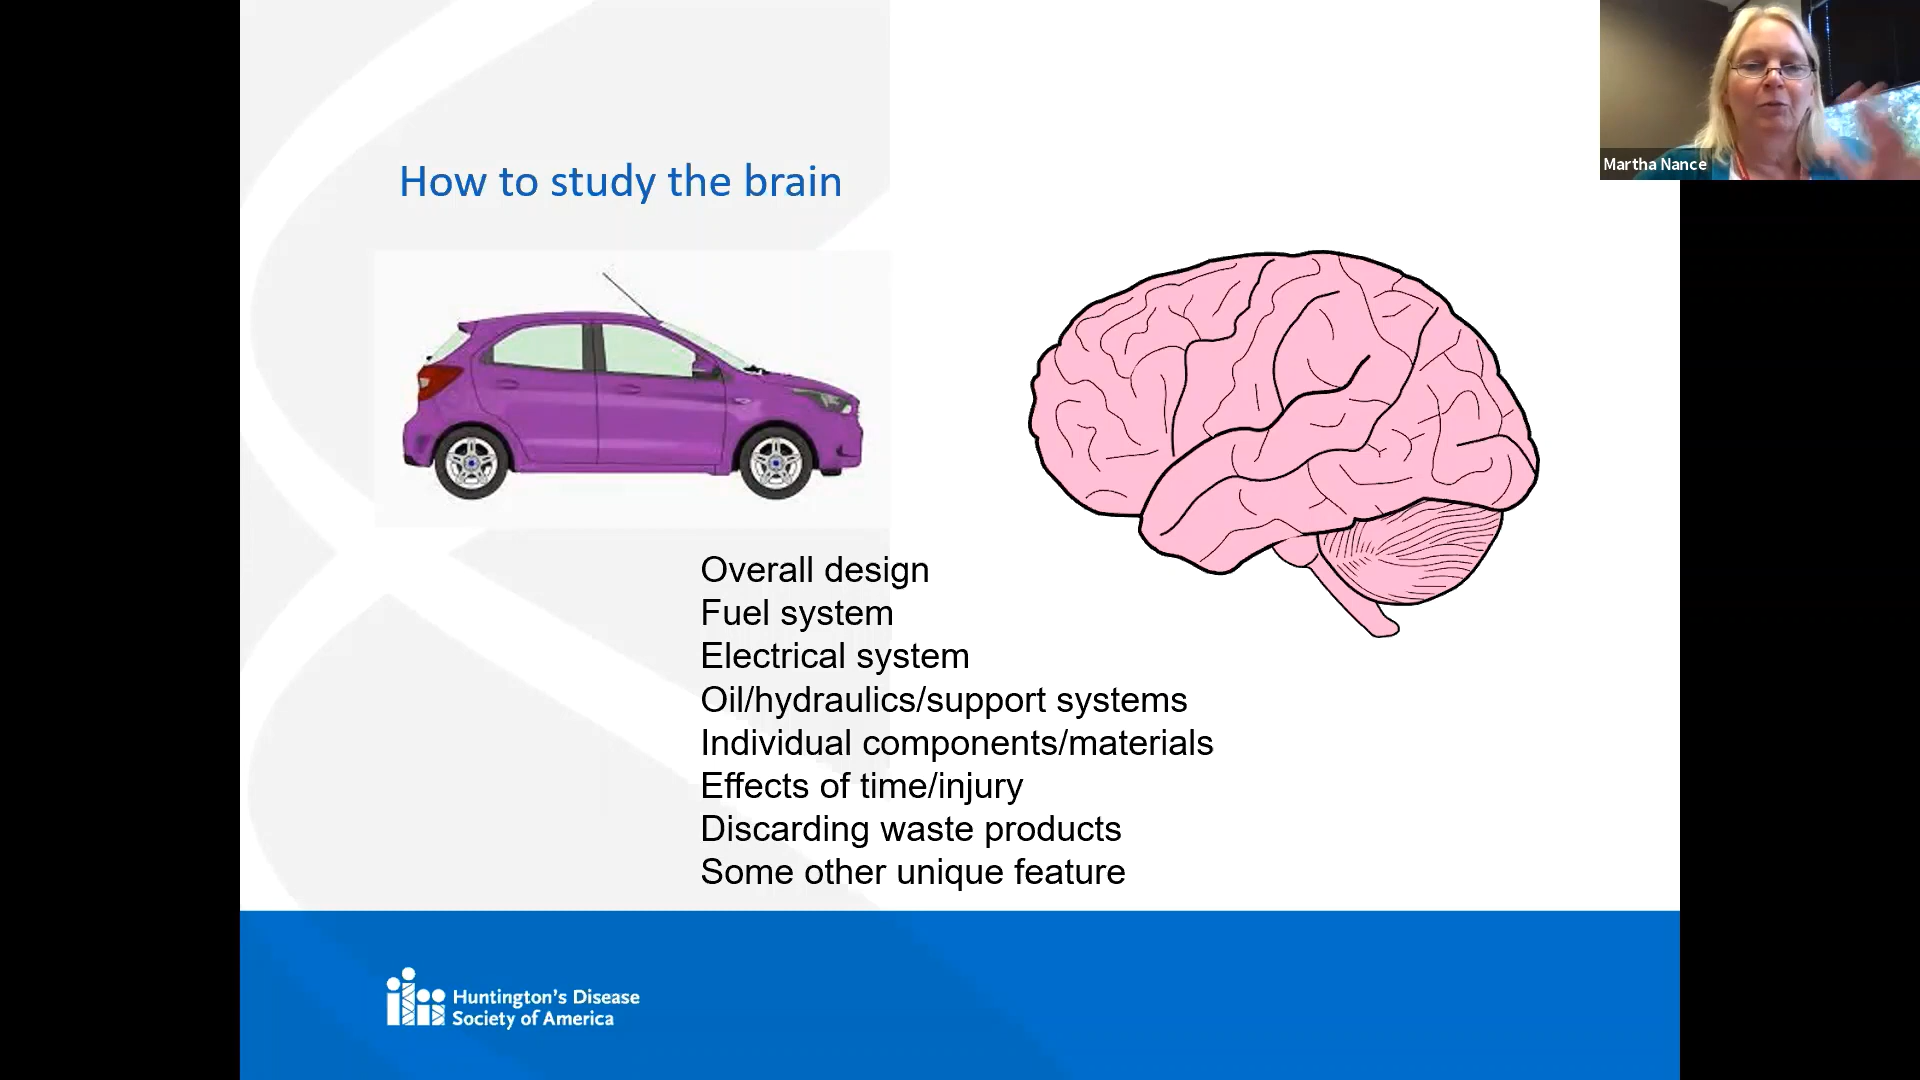 Martha Nance
How to study the brain
Overall design
Fuel system
Electrical system
Oil/hydraulics/support systems
Individual components/materials
Effects of time/injury
Discarding waste products
Some other unique feature
Huntington's Disease
Society of America